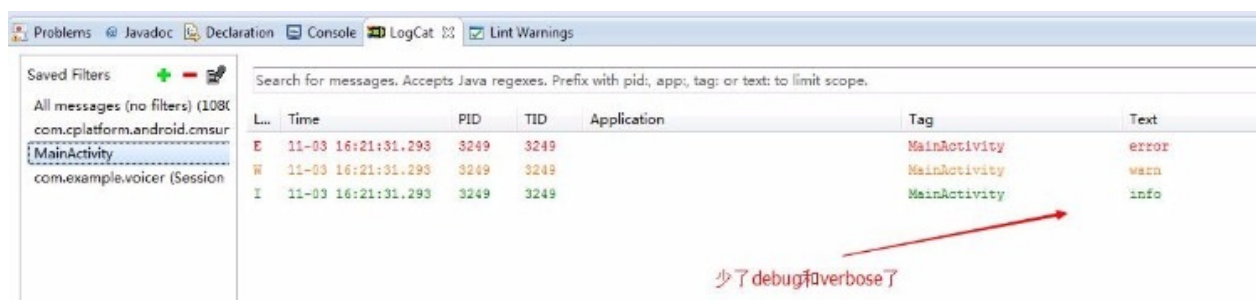 Problems @ Javadoc Declaration Console LogCat Lint Warnings
Saved Filters
Search for messages. Accepts Java regexes. Prefix with pid:, app:, tag: or text: to limit scope.
All messages (no filters) (1080
com.cplatform.android.cmsur
MainActivity
com.example.voicer (Session
L... Time PID TID Application Tag Text
E 11-03 16:21:31.293 3249 3249 MainActivity error
W 11-03 16:21:31.293 3249 3249 MainActivity warn
I 11-03 16:21:31.293 3249 3249 MainActivity info
少了debug和verbose了